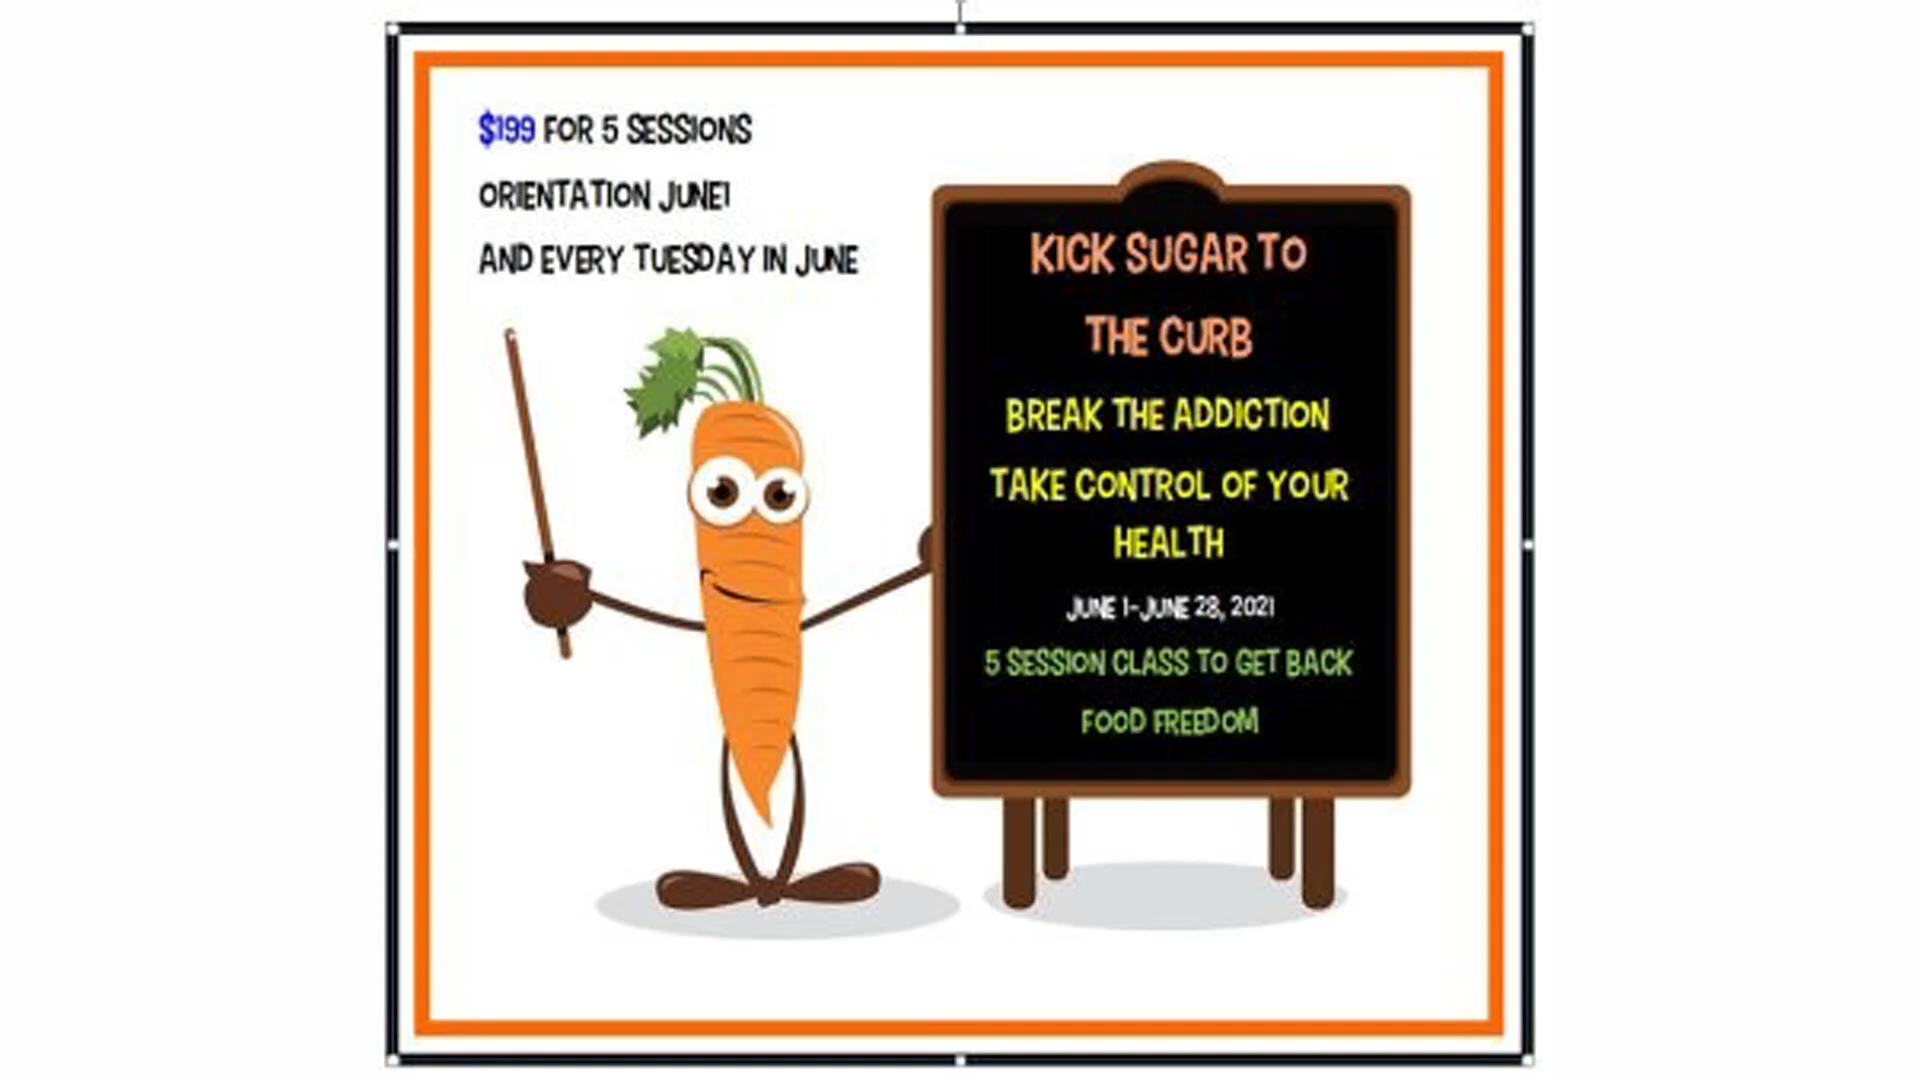 $199 FOR 5 SESSIONS
ORIENTATION JUNE1
AND EVERY TUESDAY IN JUNE
KICK SUGAR TO
THE CURB
BREAK THE ADDICTION
TAKE CONTROL OF YOUR
HEALTH
JUNE 1-JUNE 28, 2021
5 SESSION CLASS TO GET BACK
FOOD FREEDOM